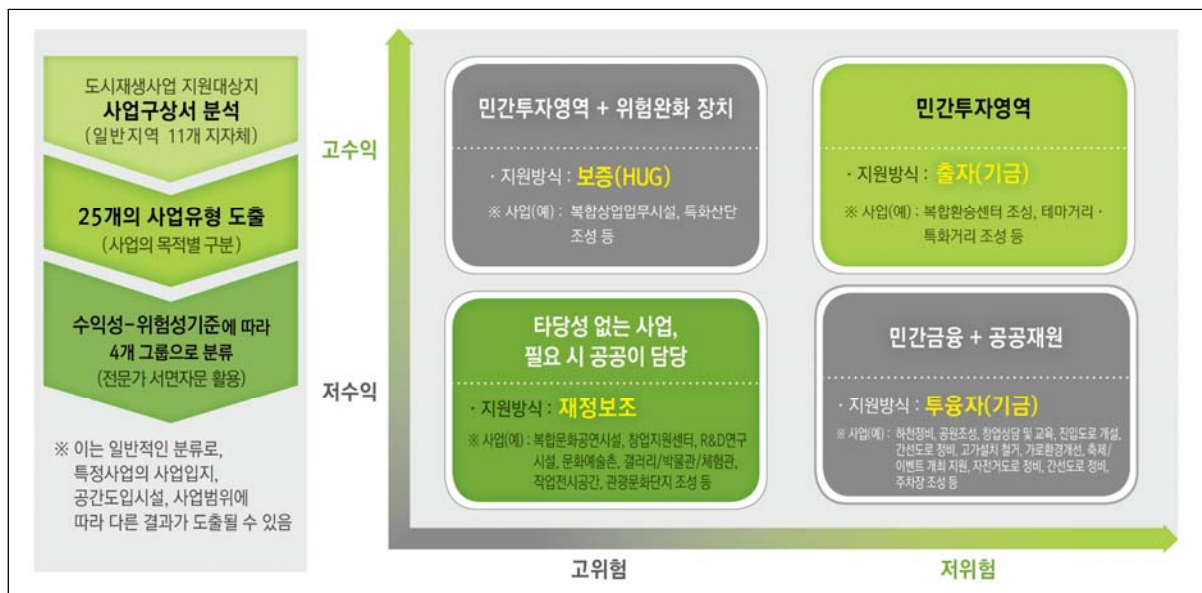 도시재생사업 지원대상지
사업구상서 분석
(일반지역 11개 지자체)
25개의 사업유형 도출
(사업의 목적별 구분)
수익성-위험성기준에 따라
4개 그룹으로 분류
(전문가 서면자문 활용)
※ 이는 일반적인 분류로,
특정사업의 사업입지,
공간도입시설, 사업범위에
따라 다른 결과가 도출될 수 있음
고수익
저수익
민간투자영역 + 위험완화 장치
· 지원방식 : 보증(HUG)
※ 사업(예) : 복합상업업무시설, 특화산단
조성 등
민간투자영역
· 지원방식 : 출자(기금)
※ 사업(예) : 복합환승센터 조성, 테마거리 ·
특화거리 조성 등
타당성 없는 사업,
필요 시 공공이 담당
· 지원방식 : 재정보조
※ 사업(예) : 복합문화공연시설, 창업지원센터, R&D연구
시설, 문화예술촌, 갤러리/박물관/체험관,
작업전시공간, 관광문화단지 조성 등
민간금융 + 공공재원
· 지원방식 : 투융자(기금)
※ 사업(예) : 하천정비, 공원조성, 창업상담 및 교육, 진입도로 개설,
간선도로 정비, 고가설치 철거, 가로환경개선, 축제/
이벤트 개최 지원, 자전거도로 정비, 간선도로 정비,
주차장 조성 등
고위험
저위험